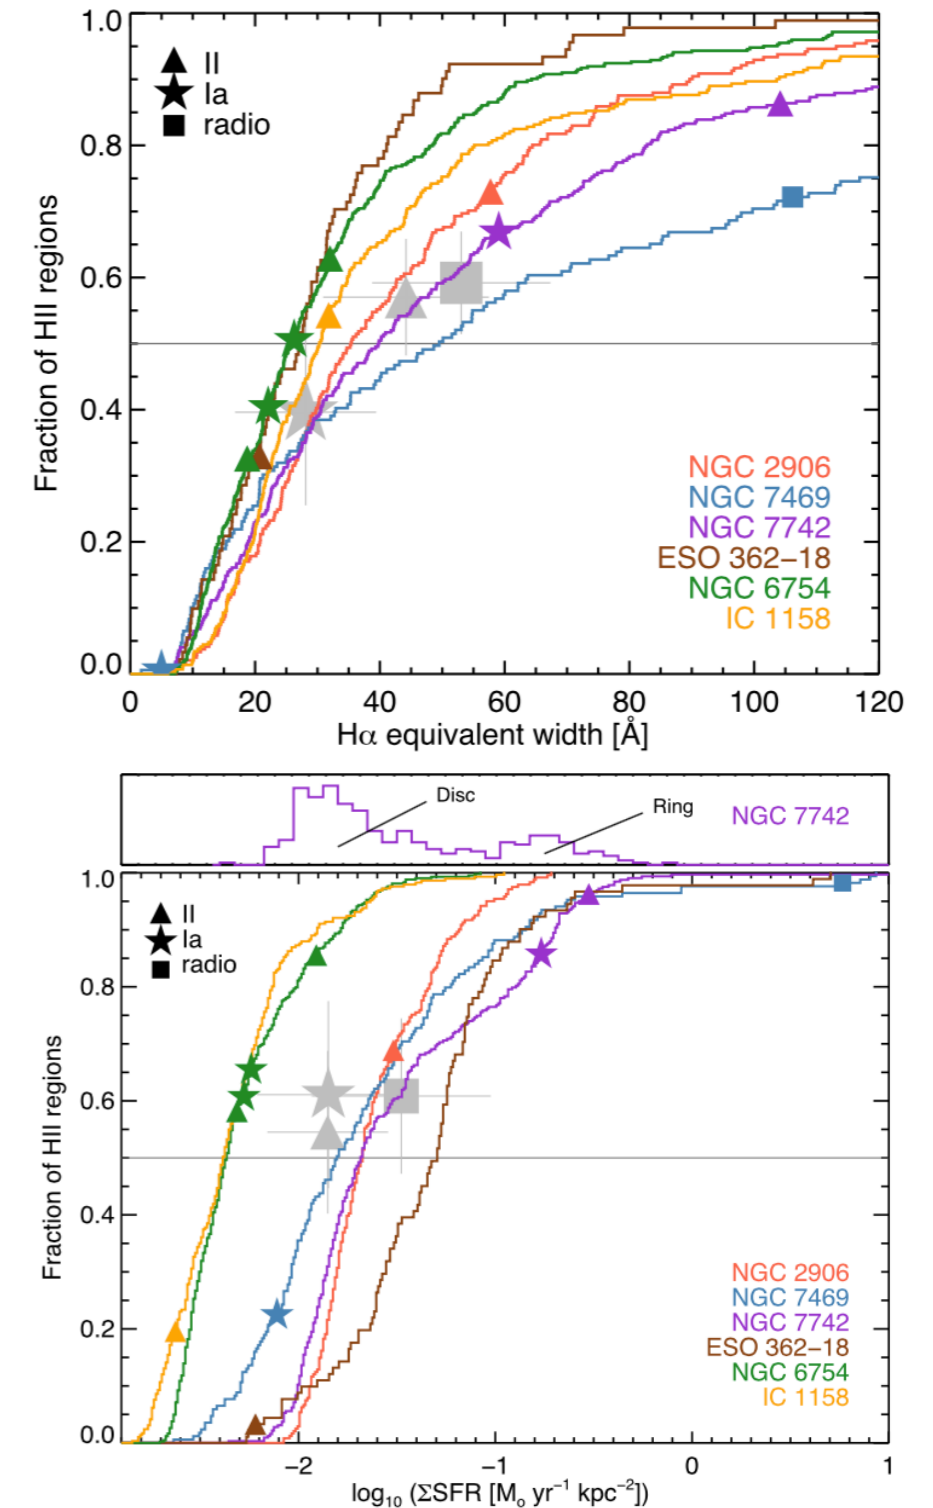 1.0
II
Ia
radio
0.8
0.6
0.4
0.2
0.0
Fraction of HII regions
NGC 2906
NGC 7469
NGC 7742
ESO 362–18
NGC 6754
IC 1158
0 20 40 60 80 100 120
Hα equivalent width [Å]
Disc
Ring
NGC 7742
1.0
II
Ia
radio
0.8
0.6
0.4
0.2
0.0
Fraction of HII regions
NGC 2906
NGC 7469
NGC 7742
ESO 362–18
NGC 6754
IC 1158
−2 −1 0 1
log₁₀ (ΣSFR [Mₒ yr⁻¹ kpc⁻²])